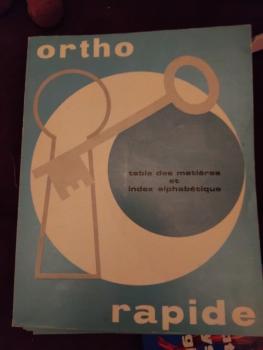 ortho
table des matières
et
index alphabétique
rapide